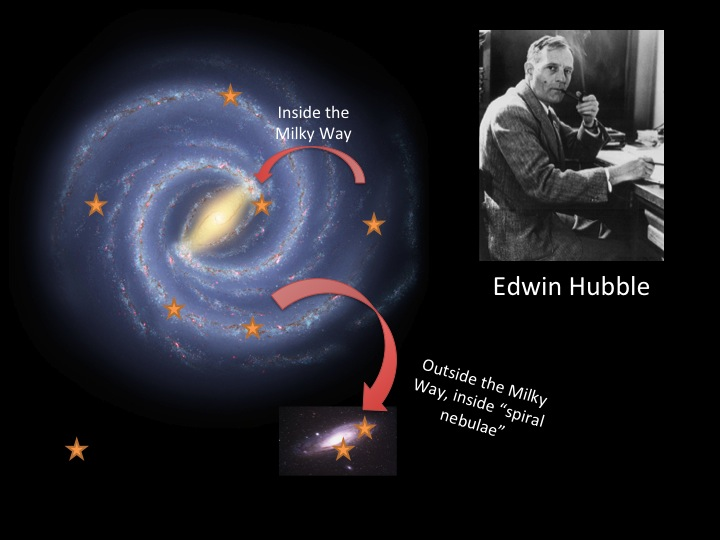 Inside the
Milky Way
Edwin Hubble
Outside the Milky
Way, inside “spiral
nebulae”